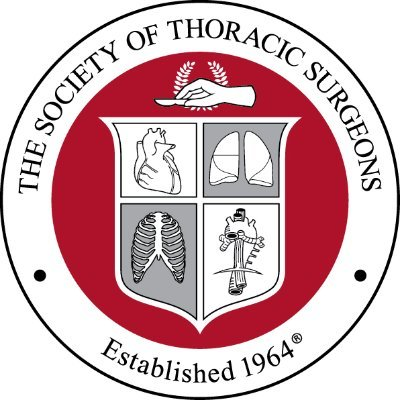 THE SOCIETY OF THORACIC SURGEONS
Established 1964®